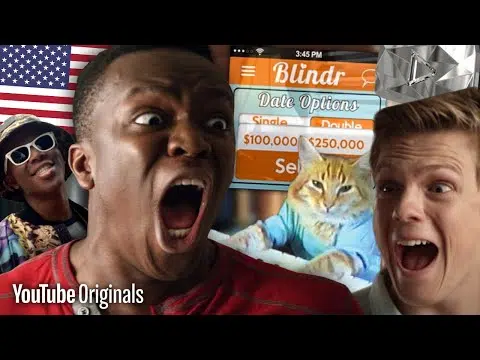 3:45 PM
Blindr
Date Options
Single Double
$100,000 $250,000
Sel
YouTube Originals